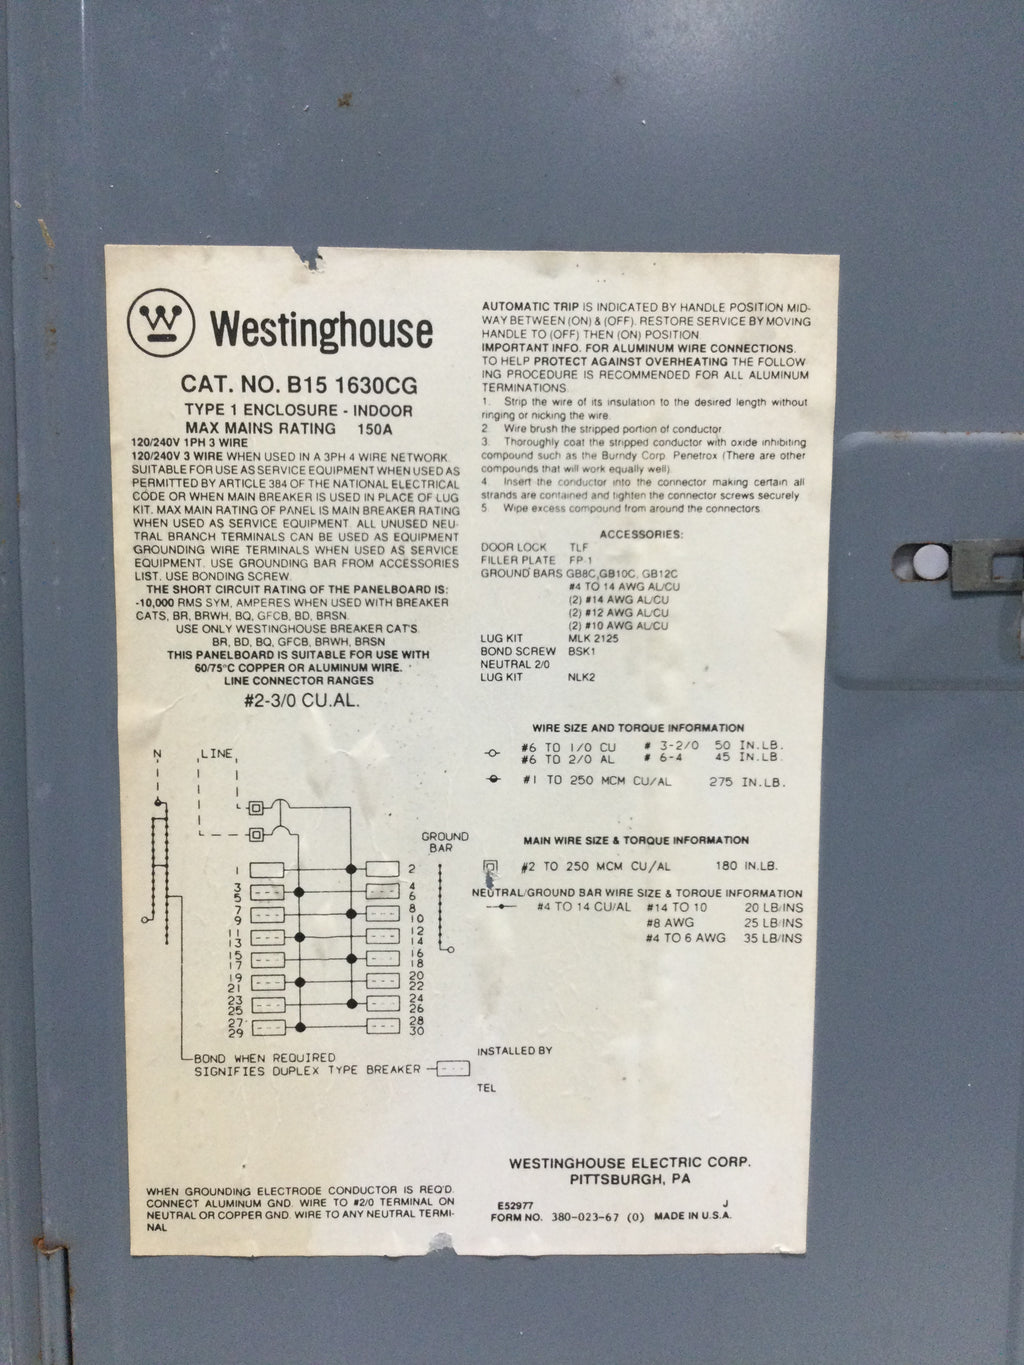 Westinghouse
CAT. NO. B15 1630CG
TYPE 1 ENCLOSURE - INDOOR
MAX MAINS RATING 150A
120/240V 1PH 3 WIRE
120/240V 3 WIRE WHEN USED IN A 3PH 4 WIRE NETWORK.
SUITABLE FOR USE AS SERVICE EQUIPMENT WHEN USED AS
PERMITTED BY ARTICLE 384 OF THE NATIONAL ELECTRICAL
CODE OR WHEN MAIN BREAKER IS USED IN PLACE OF LUG
KIT. MAX MAIN RATING OF PANEL IS MAIN BREAKER RATING
WHEN USED AS SERVICE EQUIPMENT. ALL UNUSED NEU-
TRAL BRANCH TERMINALS CAN BE USED AS EQUIPMENT
GROUNDING WIRE TERMINALS WHEN USED AS SERVICE
EQUIPMENT. USE GROUNDING BAR FROM ACCESSORIES
LIST. USE BONDING SCREW.
THE SHORT CIRCUIT RATING OF THE PANELBOARD IS:
-10,000 RMS SYM, AMPERES WHEN USED WITH BREAKER
CATS, BR, BRWH, BQ, GFCB, BD, BRSN.
USE ONLY WESTINGHOUSE BREAKER CAT'S
BR, BD, BQ, GFCB, BRWH, BRSN
THIS PANELBOARD IS SUITABLE FOR USE WITH
60/75°C COPPER OR ALUMINUM WIRE.
LINE CONNECTOR RANGES
#2-3/0 CU.AL.
N LINE
GROUND
BAR
1 2
3 4
5 6
7 8
9 10
11 12
13 14
15 16
17 18
19 20
21 22
23 24
25 26
27 28
29 30
BOND WHEN REQUIRED
SIGNIFIES DUPLEX TYPE BREAKER
WHEN GROUNDING ELECTRODE CONDUCTOR IS REQ'D.
CONNECT ALUMINUM GND. WIRE TO #2/0 TERMINAL ON
NEUTRAL OR COPPER GND. WIRE TO ANY NEUTRAL TERMI-
NAL
AUTOMATIC TRIP IS INDICATED BY HANDLE POSITION MID-
WAY BETWEEN (ON) & (OFF). RESTORE SERVICE BY MOVING
HANDLE TO (OFF) THEN (ON) POSITION
IMPORTANT INFO. FOR ALUMINUM WIRE CONNECTIONS.
TO HELP PROTECT AGAINST OVERHEATING THE FOLLOW
ING PROCEDURE IS RECOMMENDED FOR ALL ALUMINUM
TERMINATIONS.
1. Strip the wire of its insulation to the desired length without
ringing or nicking the wire.
2 Wire brush the stripped portion of conductor
3. Thoroughly coat the stripped conductor with oxide inhibiting
compound such as the Burndy Corp. Penetrox (There are other
compounds that will work equally well)
4 Insert the conductor into the connector making certain all
strands are contained and tighten the connector screws securely
5 Wipe excess compound from around the connectors
ACCESSORIES:
DOOR LOCK TLF
FILLER PLATE FP-1
GROUND BARS GB8C, GB10C, GB12C
#4 TO 14 AWG AL/CU
(2) #14 AWG AL/CU
(2) #12 AWG AL/CU
(2) #10 AWG AL/CU
LUG KIT MLK 2125
BOND SCREW BSK1
NEUTRAL 2/0
LUG KIT NLK2
WIRE SIZE AND TORQUE INFORMATION
#6 TO 1/0 CU # 3-2/0 50 IN.LB.
#6 TO 2/0 AL # 6-4 45 IN.LB.
#1 TO 250 MCM CU/AL 275 IN.LB.
MAIN WIRE SIZE & TORQUE INFORMATION
#2 TO 250 MCM CU/AL 180 IN.LB.
NEUTRAL/GROUND BAR WIRE SIZE & TORQUE INFORMATION
#4 TO 14 CU/AL #14 TO 10 20 LB/INS
#8 AWG 25 LB/INS
#4 TO 6 AWG 35 LB/INS
INSTALLED BY
TEL
WESTINGHOUSE ELECTRIC CORP.
PITTSBURGH, PA
E52977 J
FORM NO. 380-023-67 (0) MADE IN U.S.A.